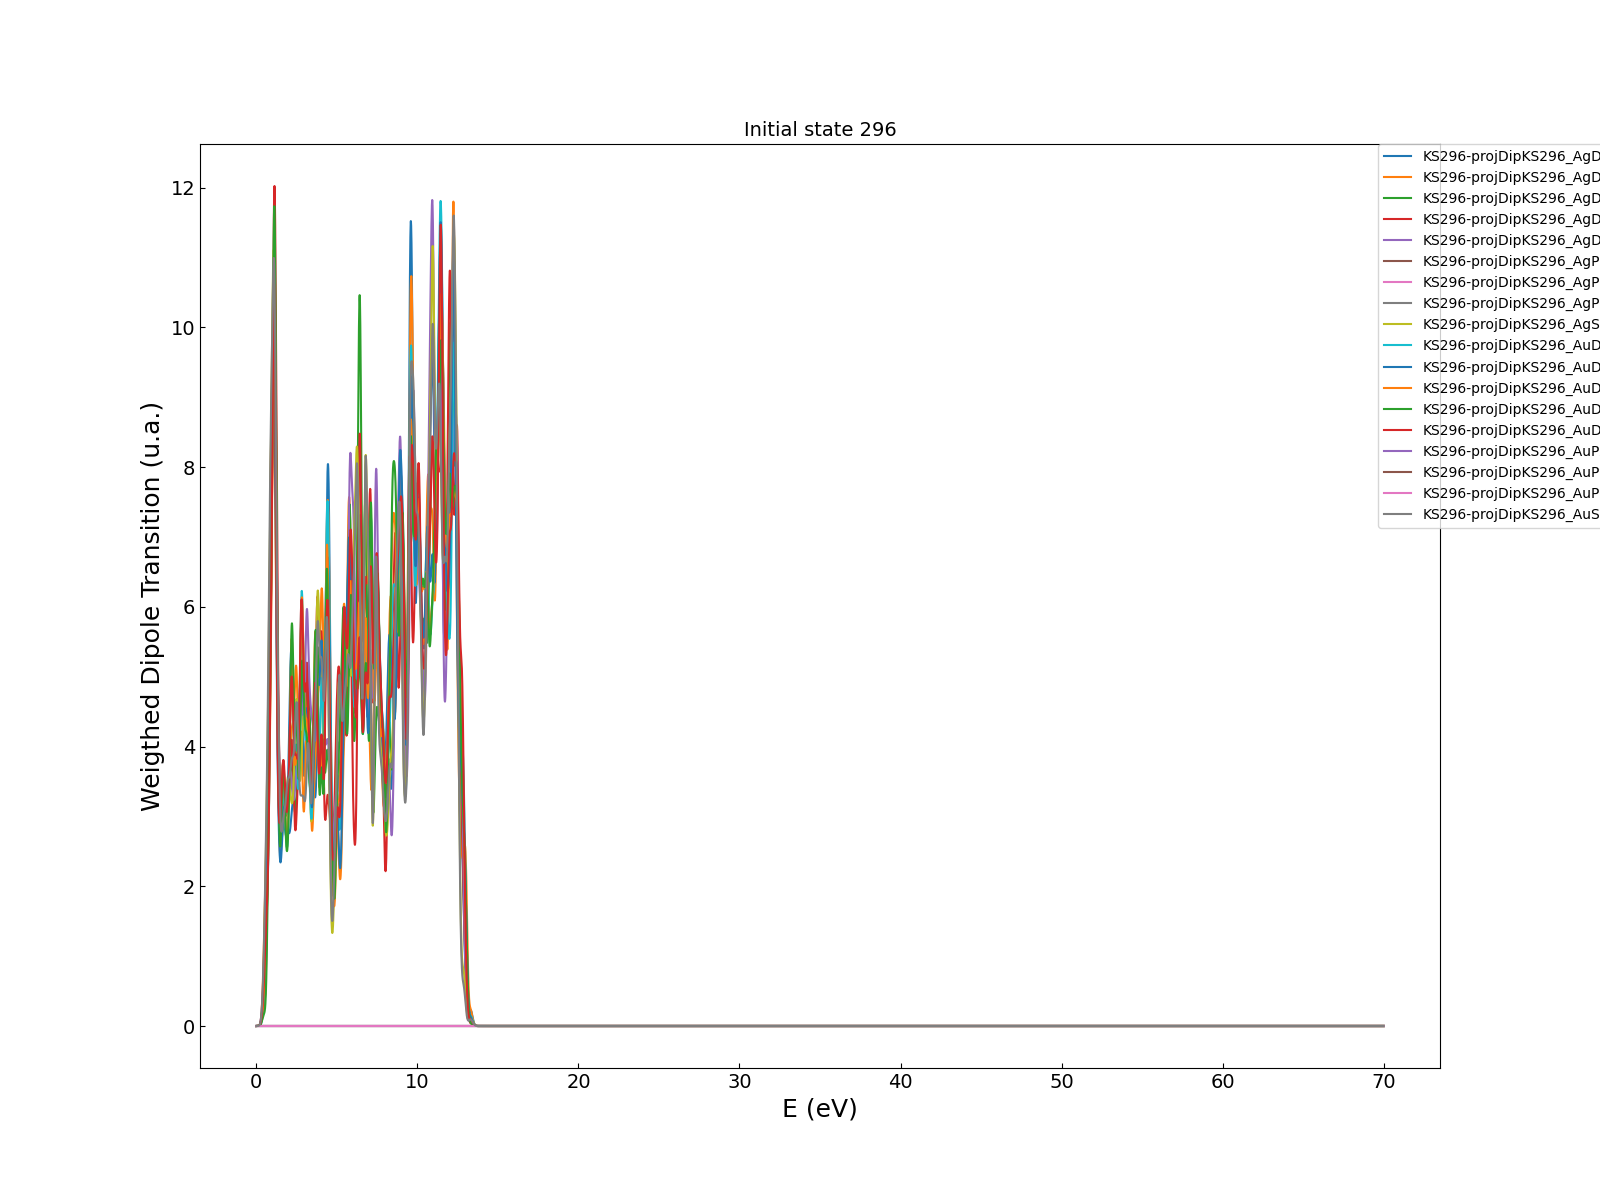 Initial state 296
Weigthed Dipole Transition (u.a.)
12
10
8
6
4
2
0
0 10 20 30 40 50 60 70
E (eV)
KS296-projDipKS296_AgD
KS296-projDipKS296_AgD
KS296-projDipKS296_AgD
KS296-projDipKS296_AgD
KS296-projDipKS296_AgD
KS296-projDipKS296_AgP
KS296-projDipKS296_AgP
KS296-projDipKS296_AgP
KS296-projDipKS296_AgS
KS296-projDipKS296_AuD
KS296-projDipKS296_AuD
KS296-projDipKS296_AuD
KS296-projDipKS296_AuD
KS296-projDipKS296_AuD
KS296-projDipKS296_AuP
KS296-projDipKS296_AuP
KS296-projDipKS296_AuP
KS296-projDipKS296_AuS